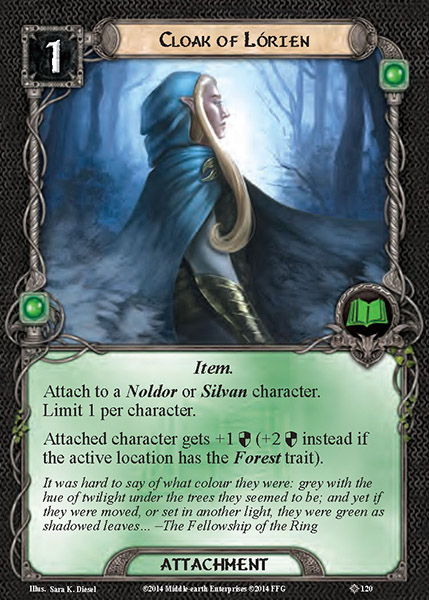 1
CLOAK OF LÓRIEN
Item.
Attach to a Noldor or Silvan character.
Limit 1 per character.
Attached character gets +1 (+2 instead if
the active location has the Forest trait).
It was hard to say of what colour they were: grey with the
hue of twilight under the trees they seemed to be; and yet if
they were moved, or set in another light, they were green as
shadowed leaves... –The Fellowship of the Ring
ATTACHMENT
Illus. Sara K. Diesel ©2014 Middle-earth Enterprises ©2014 FFG 120